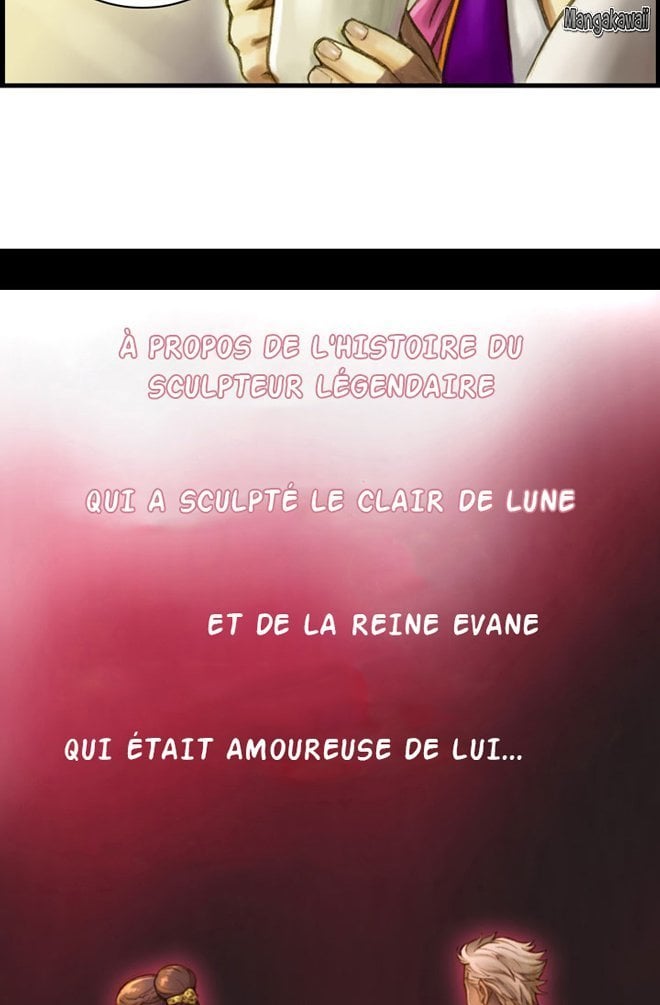 Mangakawaii
À PROPOS DE L'HISTOIRE DU
SCULPTEUR LÉGENDAIRE
QUI A SCULPTÉ LE CLAIR DE LUNE
ET DE LA REINE EVANE
QUI ÉTAIT AMOUREUSE DE LUI...